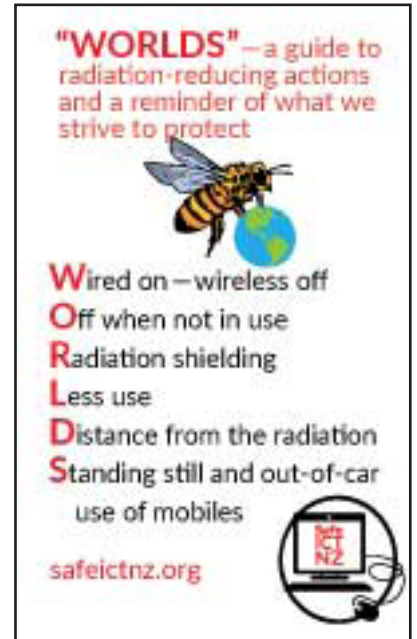 “WORLDS”—a guide to
radiation-reducing actions
and a reminder of what we
strive to protect
Wired on—wireless off
Off when not in use
Radiation shielding
Less use
Distance from the radiation
Standing still and out-of-car
use of mobiles
safeictnz.org
Safe
ICT
NZ